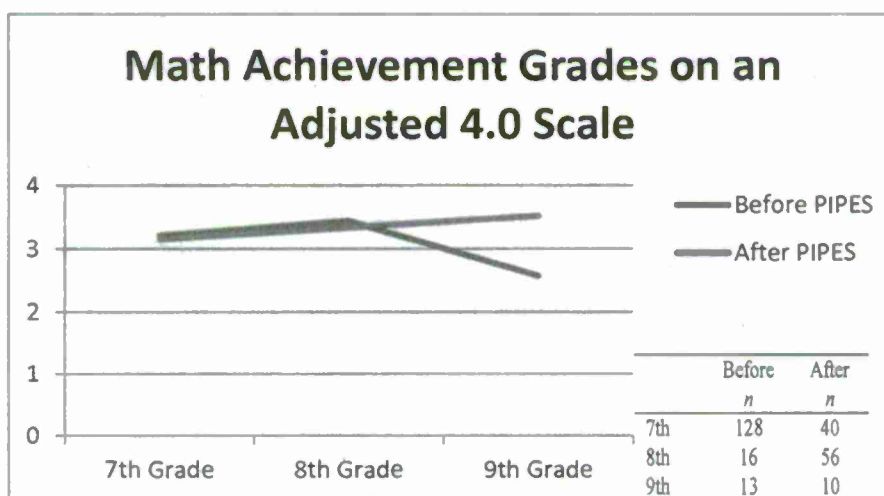 Math Achievement Grades on an
Adjusted 4.0 Scale
4
3
2
1
0
7th Grade
8th Grade
9th Grade
Before PIPES
After PIPES
Before After
n n
7th 128 40
8th 16 56
9th 13 10